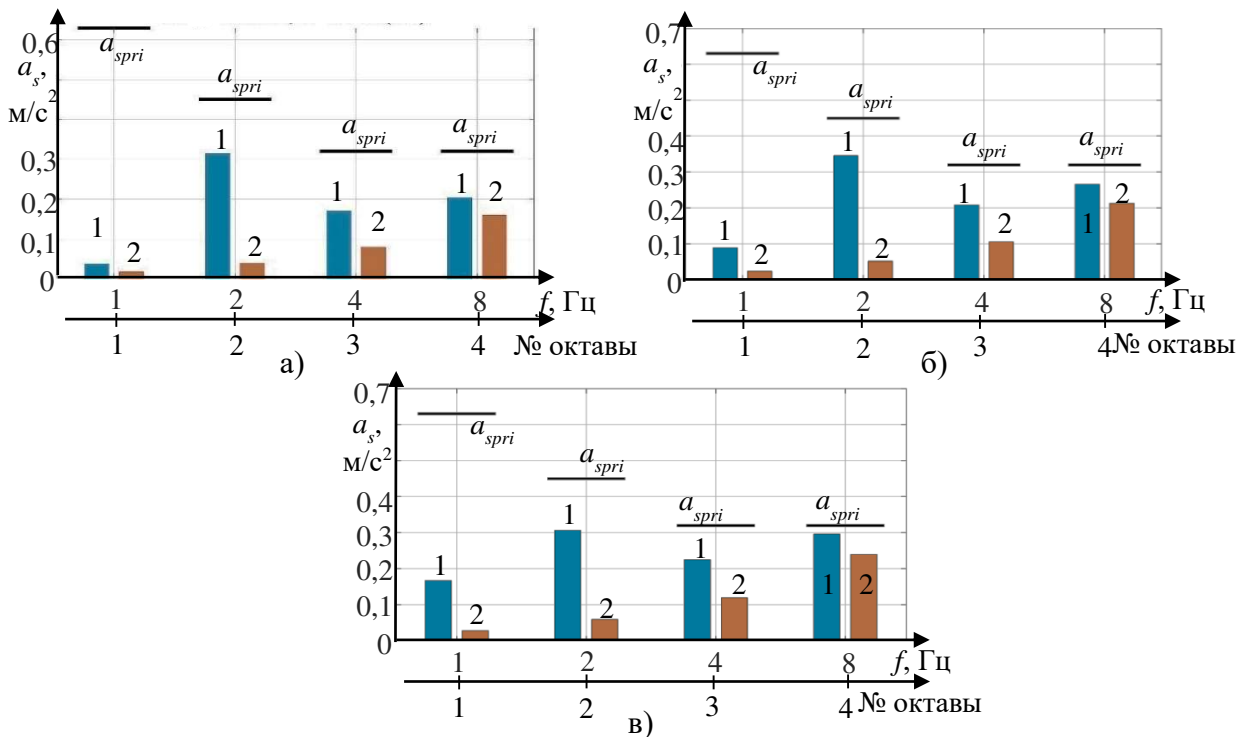 0,6
a_s,
м/с²
0,3
0,2
0,1
0
a_spri
a_spri
a_spri
a_spri
1
2
1
2
1
2
1
2
1 2 4 8 f, Гц
1 2 3 4 № октавы
а)
0,7
a_s,
м/с²
0,4
0,3
0,2
0,1
0
a_spri
a_spri
a_spri
a_spri
1
2
1
2
1
2
1
2
1 2 4 8 f, Гц
1 2 3 4 № октавы
б)
0,7
a_s,
м/с²
0,4
0,3
0,2
0,1
0
a_spri
a_spri
a_spri
a_spri
1
2
1
2
1
2
1
2
1 2 4 8 f, Гц
1 2 3 4 № октавы
в)